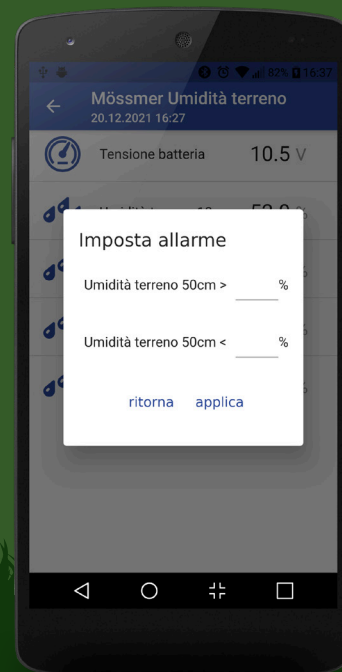 82% 16:37
Mössmer Umidità terreno
20.12.2021 16:27
Tensione batteria 10.5 V
Imposta allarme
Umidità terreno 50cm > %
Umidità terreno 50cm < %
ritorna applica